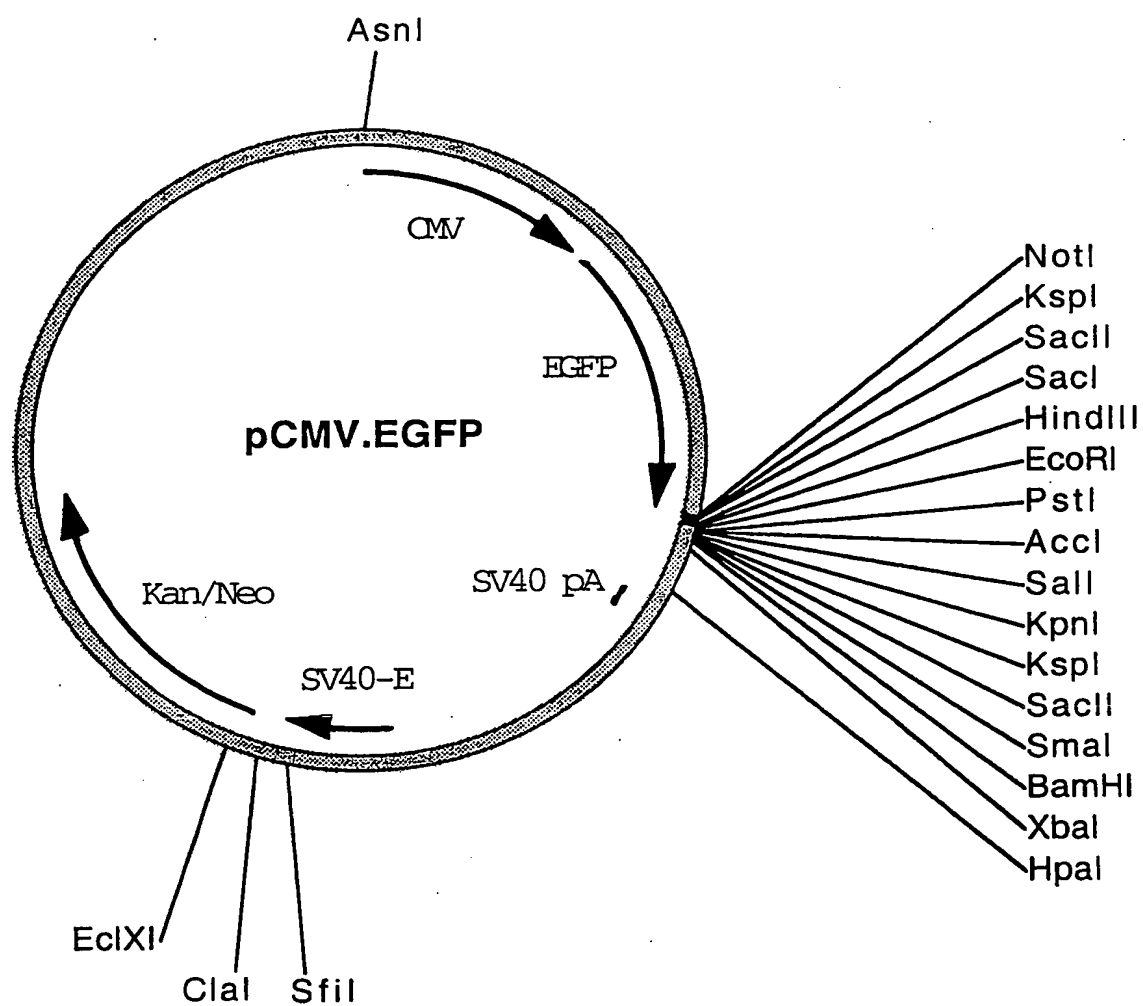 AsnI
CMV
EGFP
pCMV.EGFP
Kan/Neo
SV40 pA
SV40-E
NotI
KspI
SacII
SacI
HindIII
EcoRI
PstI
AccI
SalI
KpnI
KspI
SacII
SmaI
BamHI
XbaI
HpaI
EclXI
ClaI
SfiI